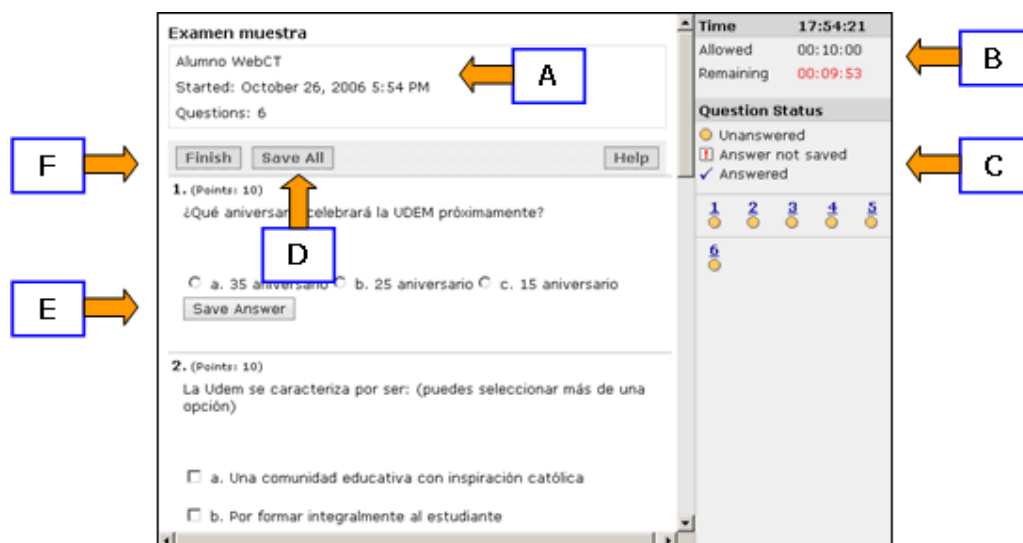 Examen muestra
Alumno WebCT
Started: October 26, 2006 5:54 PM
Questions: 6
A
Finish Save All Help
F
D
1. (Points: 10)
¿Qué aniversari celebrará la UDEM próximamente?
a. 35 aniversario b. 25 aniversario c. 15 aniversario
Save Answer
E
2. (Points: 10)
La Udem se caracteriza por ser: (puedes seleccionar más de una
opción)
a. Una comunidad educativa con inspiración católica
b. Por formar integralmente al estudiante
Time 17:54:21
Allowed 00:10:00
Remaining 00:09:53
B
Question Status
Unanswered
! Answer not saved
✓ Answered
C
1 2 3 4 5
6